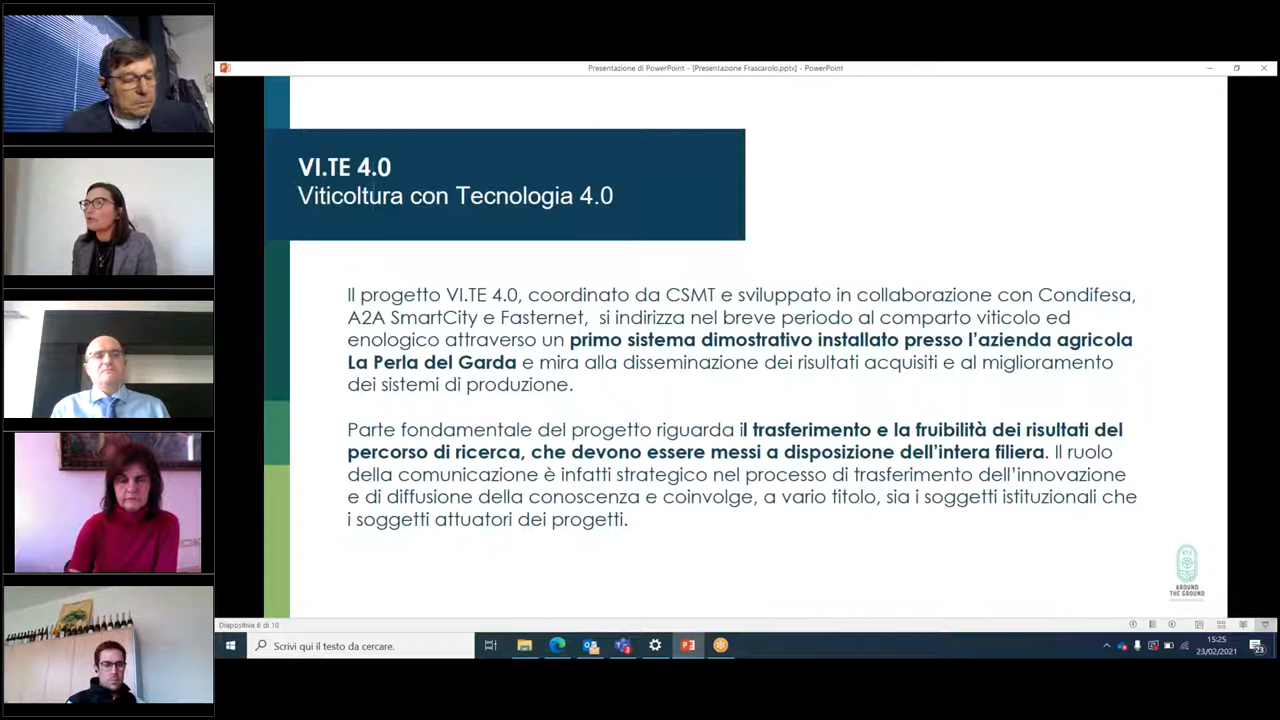 Presentazione di PowerPoint - [Presentazione Frascarolo.pptx] - PowerPoint
VI.TE 4.0
Viticoltura con Tecnologia 4.0
Il progetto VI.TE 4.0, coordinato da CSMT e sviluppato in collaborazione con Condifesa,
A2A SmartCity e Fasternet, si indirizza nel breve periodo al comparto viticolo ed
enologico attraverso un primo sistema dimostrativo installato presso l'azienda agricola
La Perla del Garda e mira alla disseminazione dei risultati acquisiti e al miglioramento
dei sistemi di produzione.
Parte fondamentale del progetto riguarda il trasferimento e la fruibilità dei risultati del
percorso di ricerca, che devono essere messi a disposizione dell'intera filiera. Il ruolo
della comunicazione è infatti strategico nel processo di trasferimento dell'innovazione
e di diffusione della conoscenza e coinvolge, a vario titolo, sia i soggetti istituzionali che
i soggetti attuatori dei progetti.
ATG
AROUND
THE GROUND
Diapositiva 6 di 10
Scrivi qui il testo da cercare.
15:25
23/02/2021
23